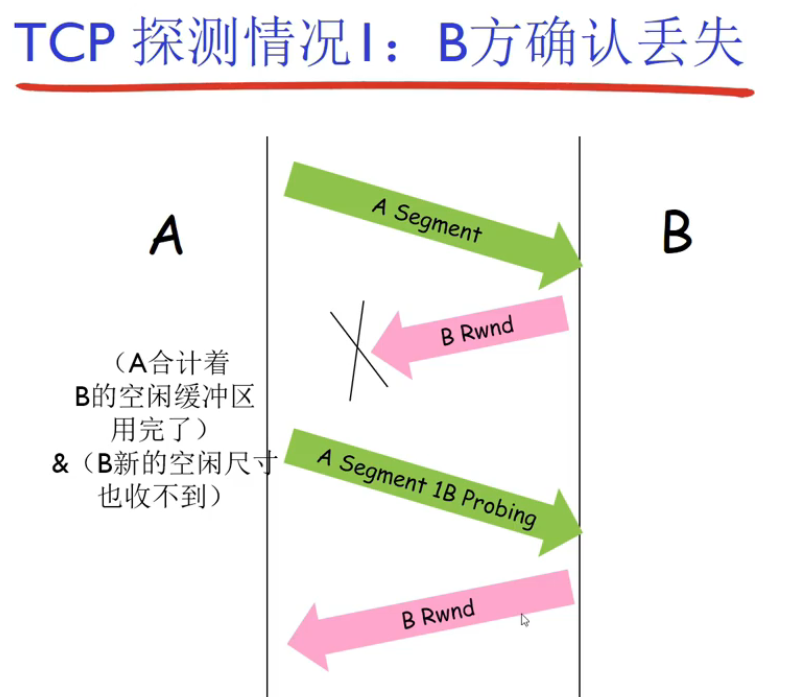 TCP 探测情况1：B方确认丢失
A Segment
A
B
B Rwnd
（A合计着
B的空闲缓冲区
用完了）
&（B新的空闲尺寸
也收不到）
A Segment 1B Probing
B Rwnd